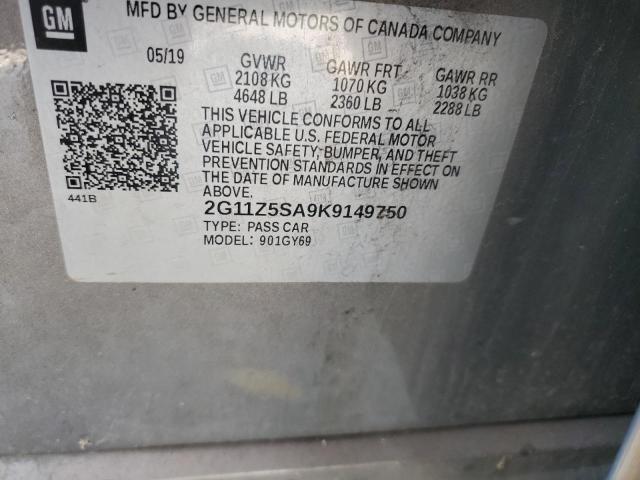 GM
MFD BY GENERAL MOTORS OF CANADA COMPANY
05/19
GVWR
2108 KG
4648 LB
GAWR FRT
1070 KG
2360 LB
GAWR RR
1038 KG
2288 LB
THIS VEHICLE CONFORMS TO ALL
APPLICABLE U.S. FEDERAL MOTOR
VEHICLE SAFETY, BUMPER, AND THEFT
PREVENTION STANDARDS IN EFFECT ON
THE DATE OF MANUFACTURE SHOWN
ABOVE.
441B
2G11Z5SA9K9149750
TYPE: PASS CAR
MODEL: 901GY69